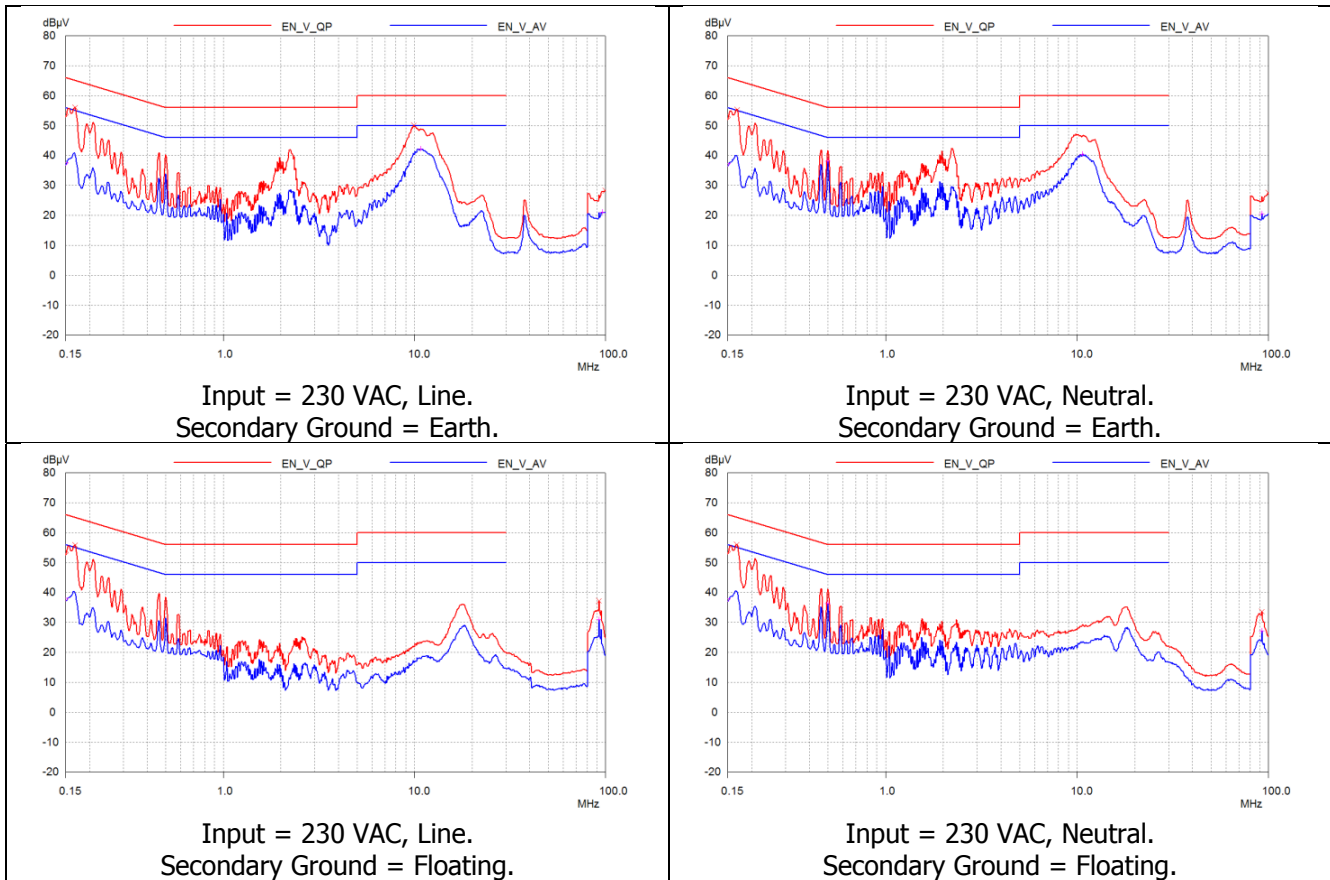 dBµV
EN_V_QP
EN_V_AV
80
70
60
50
40
30
20
10
0
-10
-20
0.15
1.0
10.0
100.0
MHz
Input = 230 VAC, Line.
Secondary Ground = Earth.
dBµV
EN_V_QP
EN_V_AV
80
70
60
50
40
30
20
10
0
-10
-20
0.15
1.0
10.0
100.0
MHz
Input = 230 VAC, Neutral.
Secondary Ground = Earth.
dBµV
EN_V_QP
EN_V_AV
80
70
60
50
40
30
20
10
0
-10
-20
0.15
1.0
10.0
100.0
MHz
Input = 230 VAC, Line.
Secondary Ground = Floating.
dBµV
EN_V_QP
EN_V_AV
80
70
60
50
40
30
20
10
0
-10
-20
0.15
1.0
10.0
100.0
MHz
Input = 230 VAC, Neutral.
Secondary Ground = Floating.